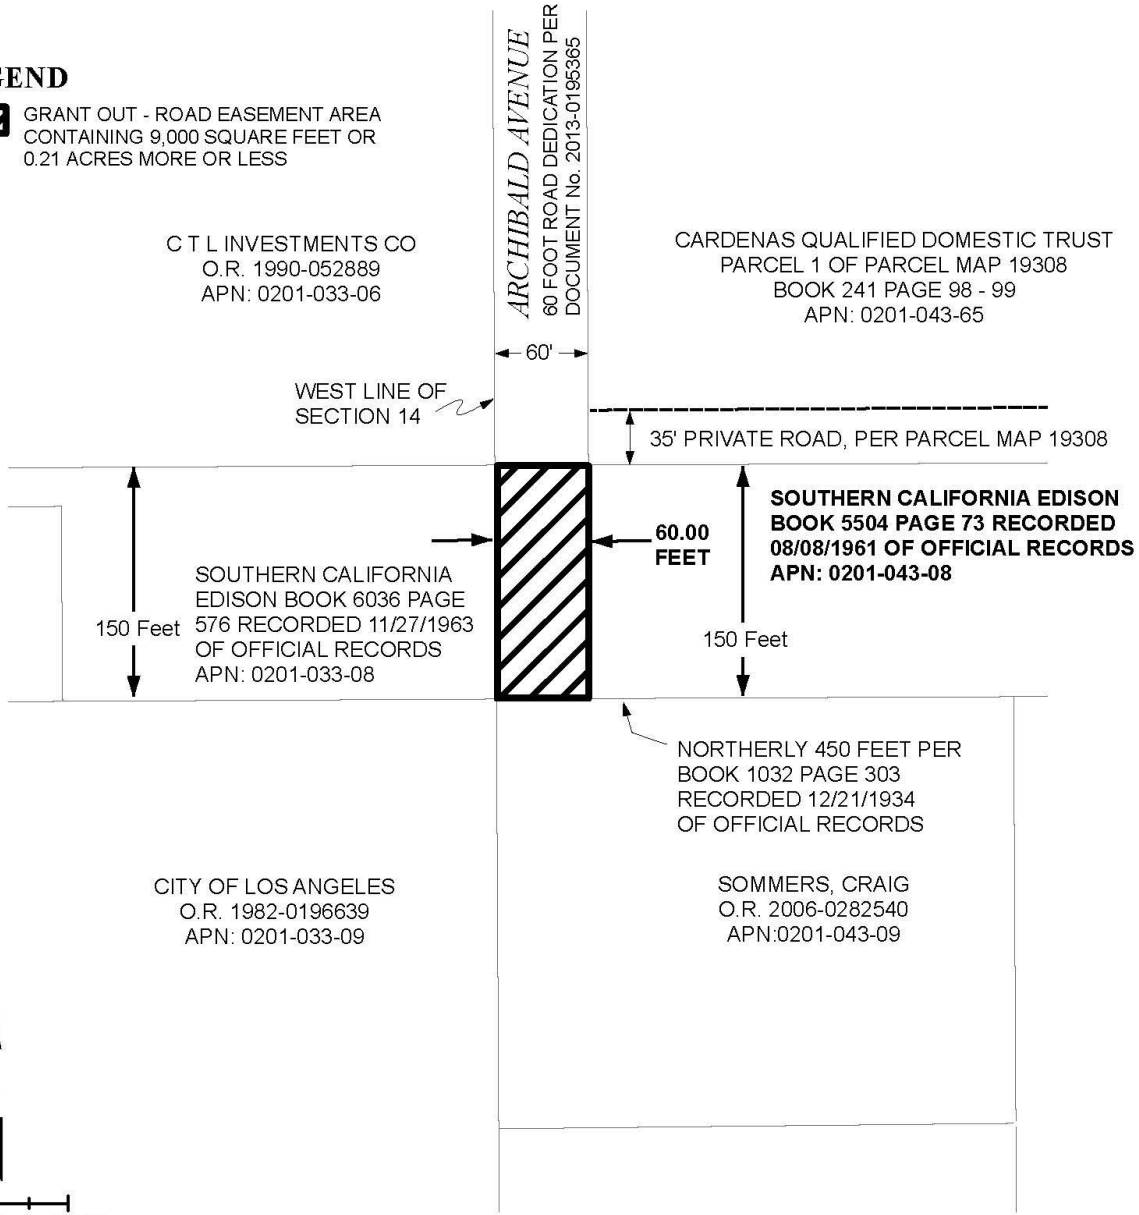 GEND
GRANT OUT - ROAD EASEMENT AREA
CONTAINING 9,000 SQUARE FEET OR
0.21 ACRES MORE OR LESS
ARCHIBALD AVENUE
60 FOOT ROAD DEDICATION PER
DOCUMENT No. 2013-0195365
C T L INVESTMENTS CO
O.R. 1990-052889
APN: 0201-033-06
CARDENAS QUALIFIED DOMESTIC TRUST
PARCEL 1 OF PARCEL MAP 19308
BOOK 241 PAGE 98 - 99
APN: 0201-043-65
60'
WEST LINE OF
SECTION 14
35' PRIVATE ROAD, PER PARCEL MAP 19308
SOUTHERN CALIFORNIA EDISON
BOOK 5504 PAGE 73 RECORDED
08/08/1961 OF OFFICIAL RECORDS
APN: 0201-043-08
60.00
FEET
SOUTHERN CALIFORNIA
EDISON BOOK 6036 PAGE
576 RECORDED 11/27/1963
OF OFFICIAL RECORDS
APN: 0201-033-08
150 Feet
150 Feet
NORTHERLY 450 FEET PER
BOOK 1032 PAGE 303
RECORDED 12/21/1934
OF OFFICIAL RECORDS
CITY OF LOS ANGELES
O.R. 1982-0196639
APN: 0201-033-09
SOMMERS, CRAIG
O.R. 2006-0282540
APN:0201-043-09